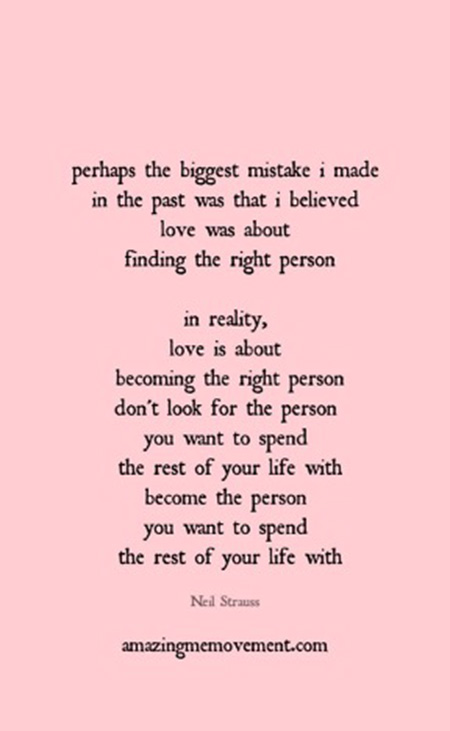 perhaps the biggest mistake i made
in the past was that i believed
love was about
finding the right person
in reality,
love is about
becoming the right person
don't look for the person
you want to spend
the rest of your life with
become the person
you want to spend
the rest of your life with
Neil Strauss
amazingmemovement.com